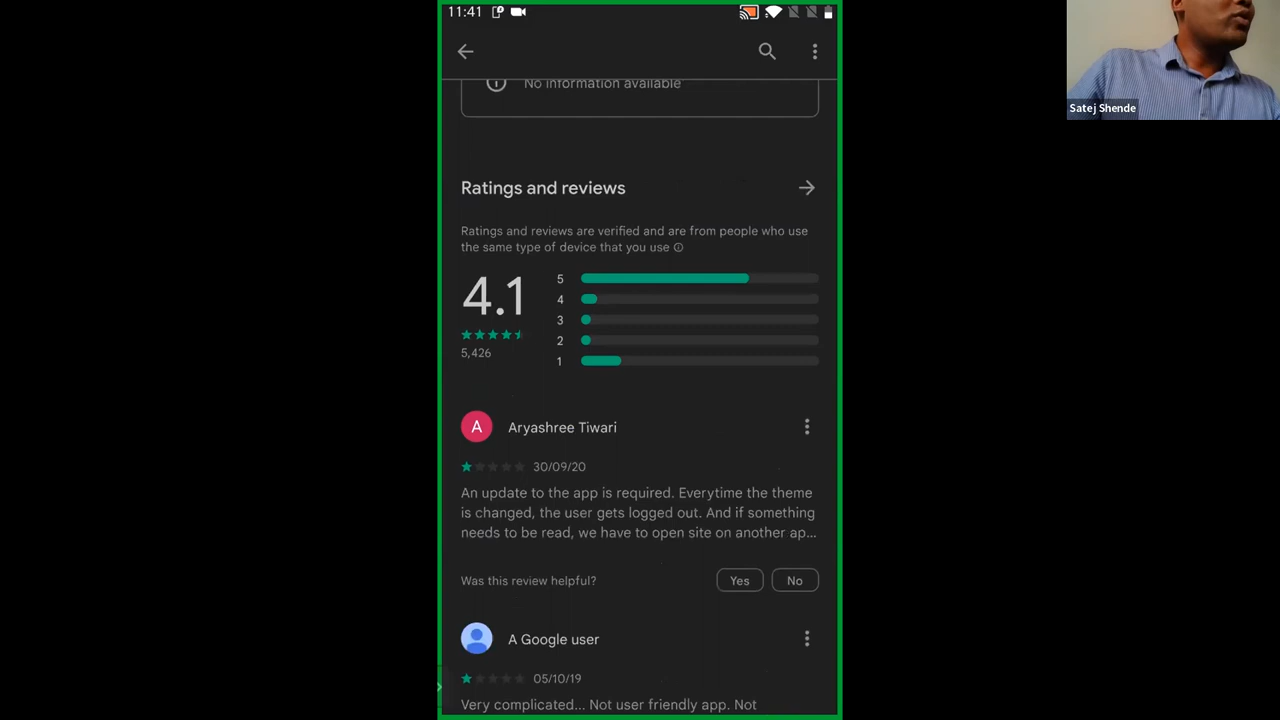 11:41
No information available
Ratings and reviews
Ratings and reviews are verified and are from people who use
the same type of device that you use
4.1
5,426
5
4
3
2
1
A
Aryashree Tiwari
30/09/20
An update to the app is required. Everytime the theme
is changed, the user gets logged out. And if something
needs to be read, we have to open site on another ap...
Was this review helpful?
Yes
No
A Google user
05/10/19
Very complicated... Not user friendly app. Not
Satej Shende